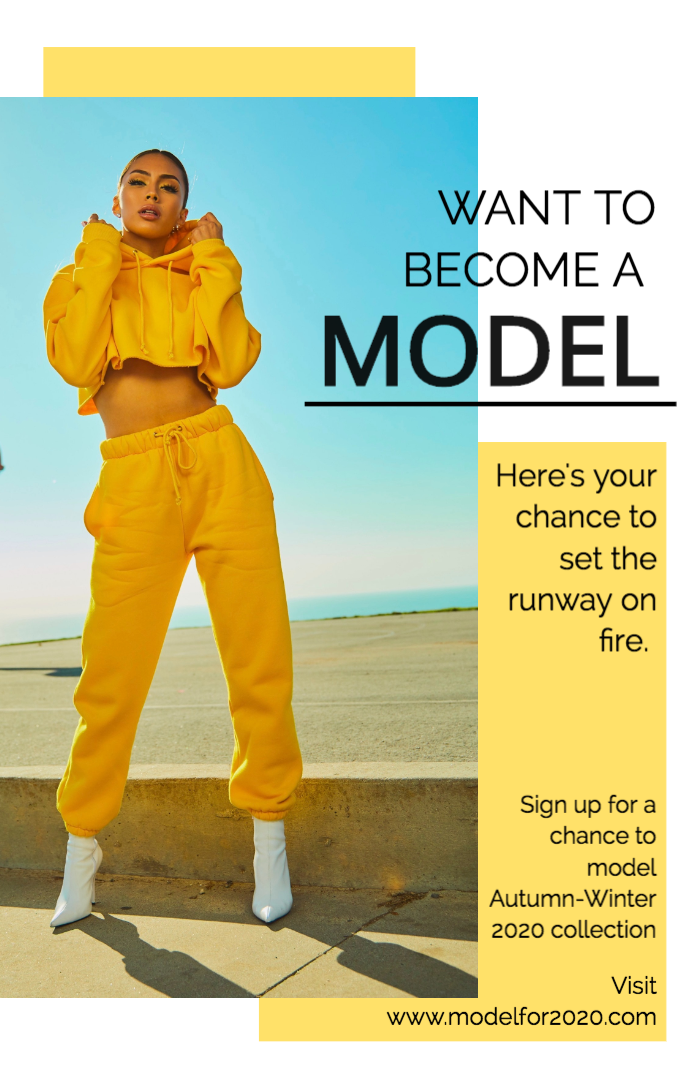 WANT TO
BECOME A
MODEL
Here's your
chance to
set the
runway on
fire.
Sign up for a
chance to
model
Autumn-Winter
2020 collection
Visit
www.modelfor2020.com